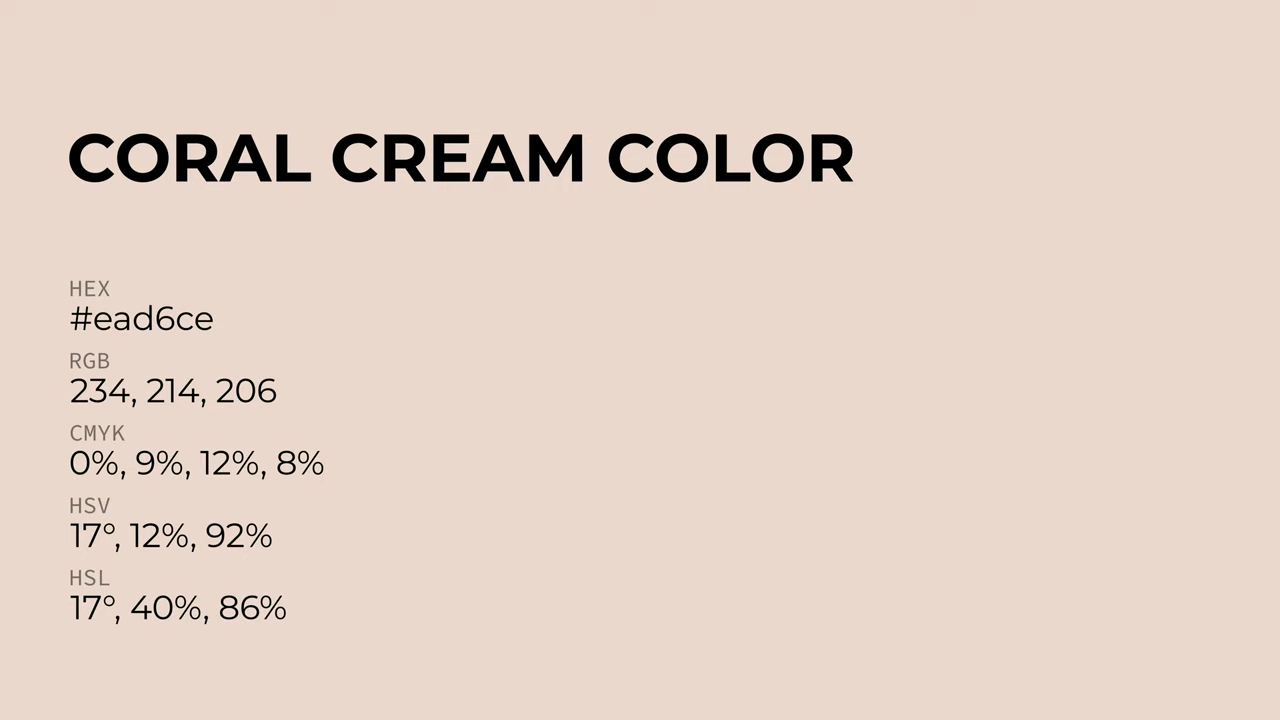 CORAL CREAM COLOR
HEX
#ead6ce
RGB
234, 214, 206
CMYK
0%, 9%, 12%, 8%
HSV
17°, 12%, 92%
HSL
17°, 40%, 86%